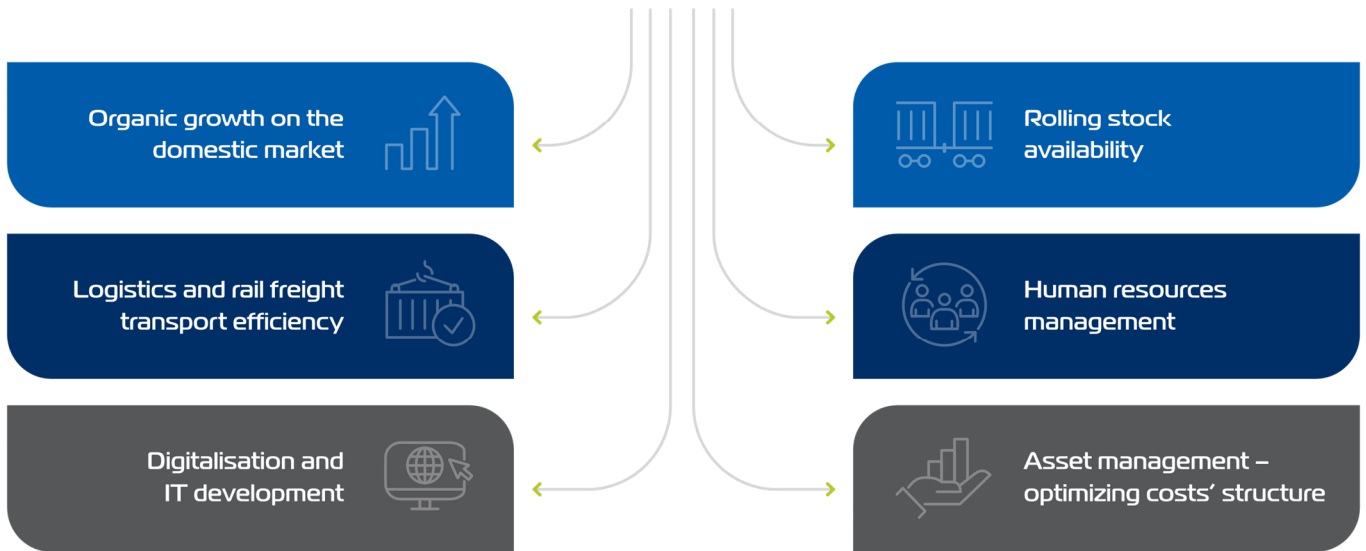 Organic growth on the
domestic market
Rolling stock
availability
Logistics and rail freight
transport efficiency
Human resources
management
Digitalisation and
IT development
Asset management –
optimizing costs’ structure